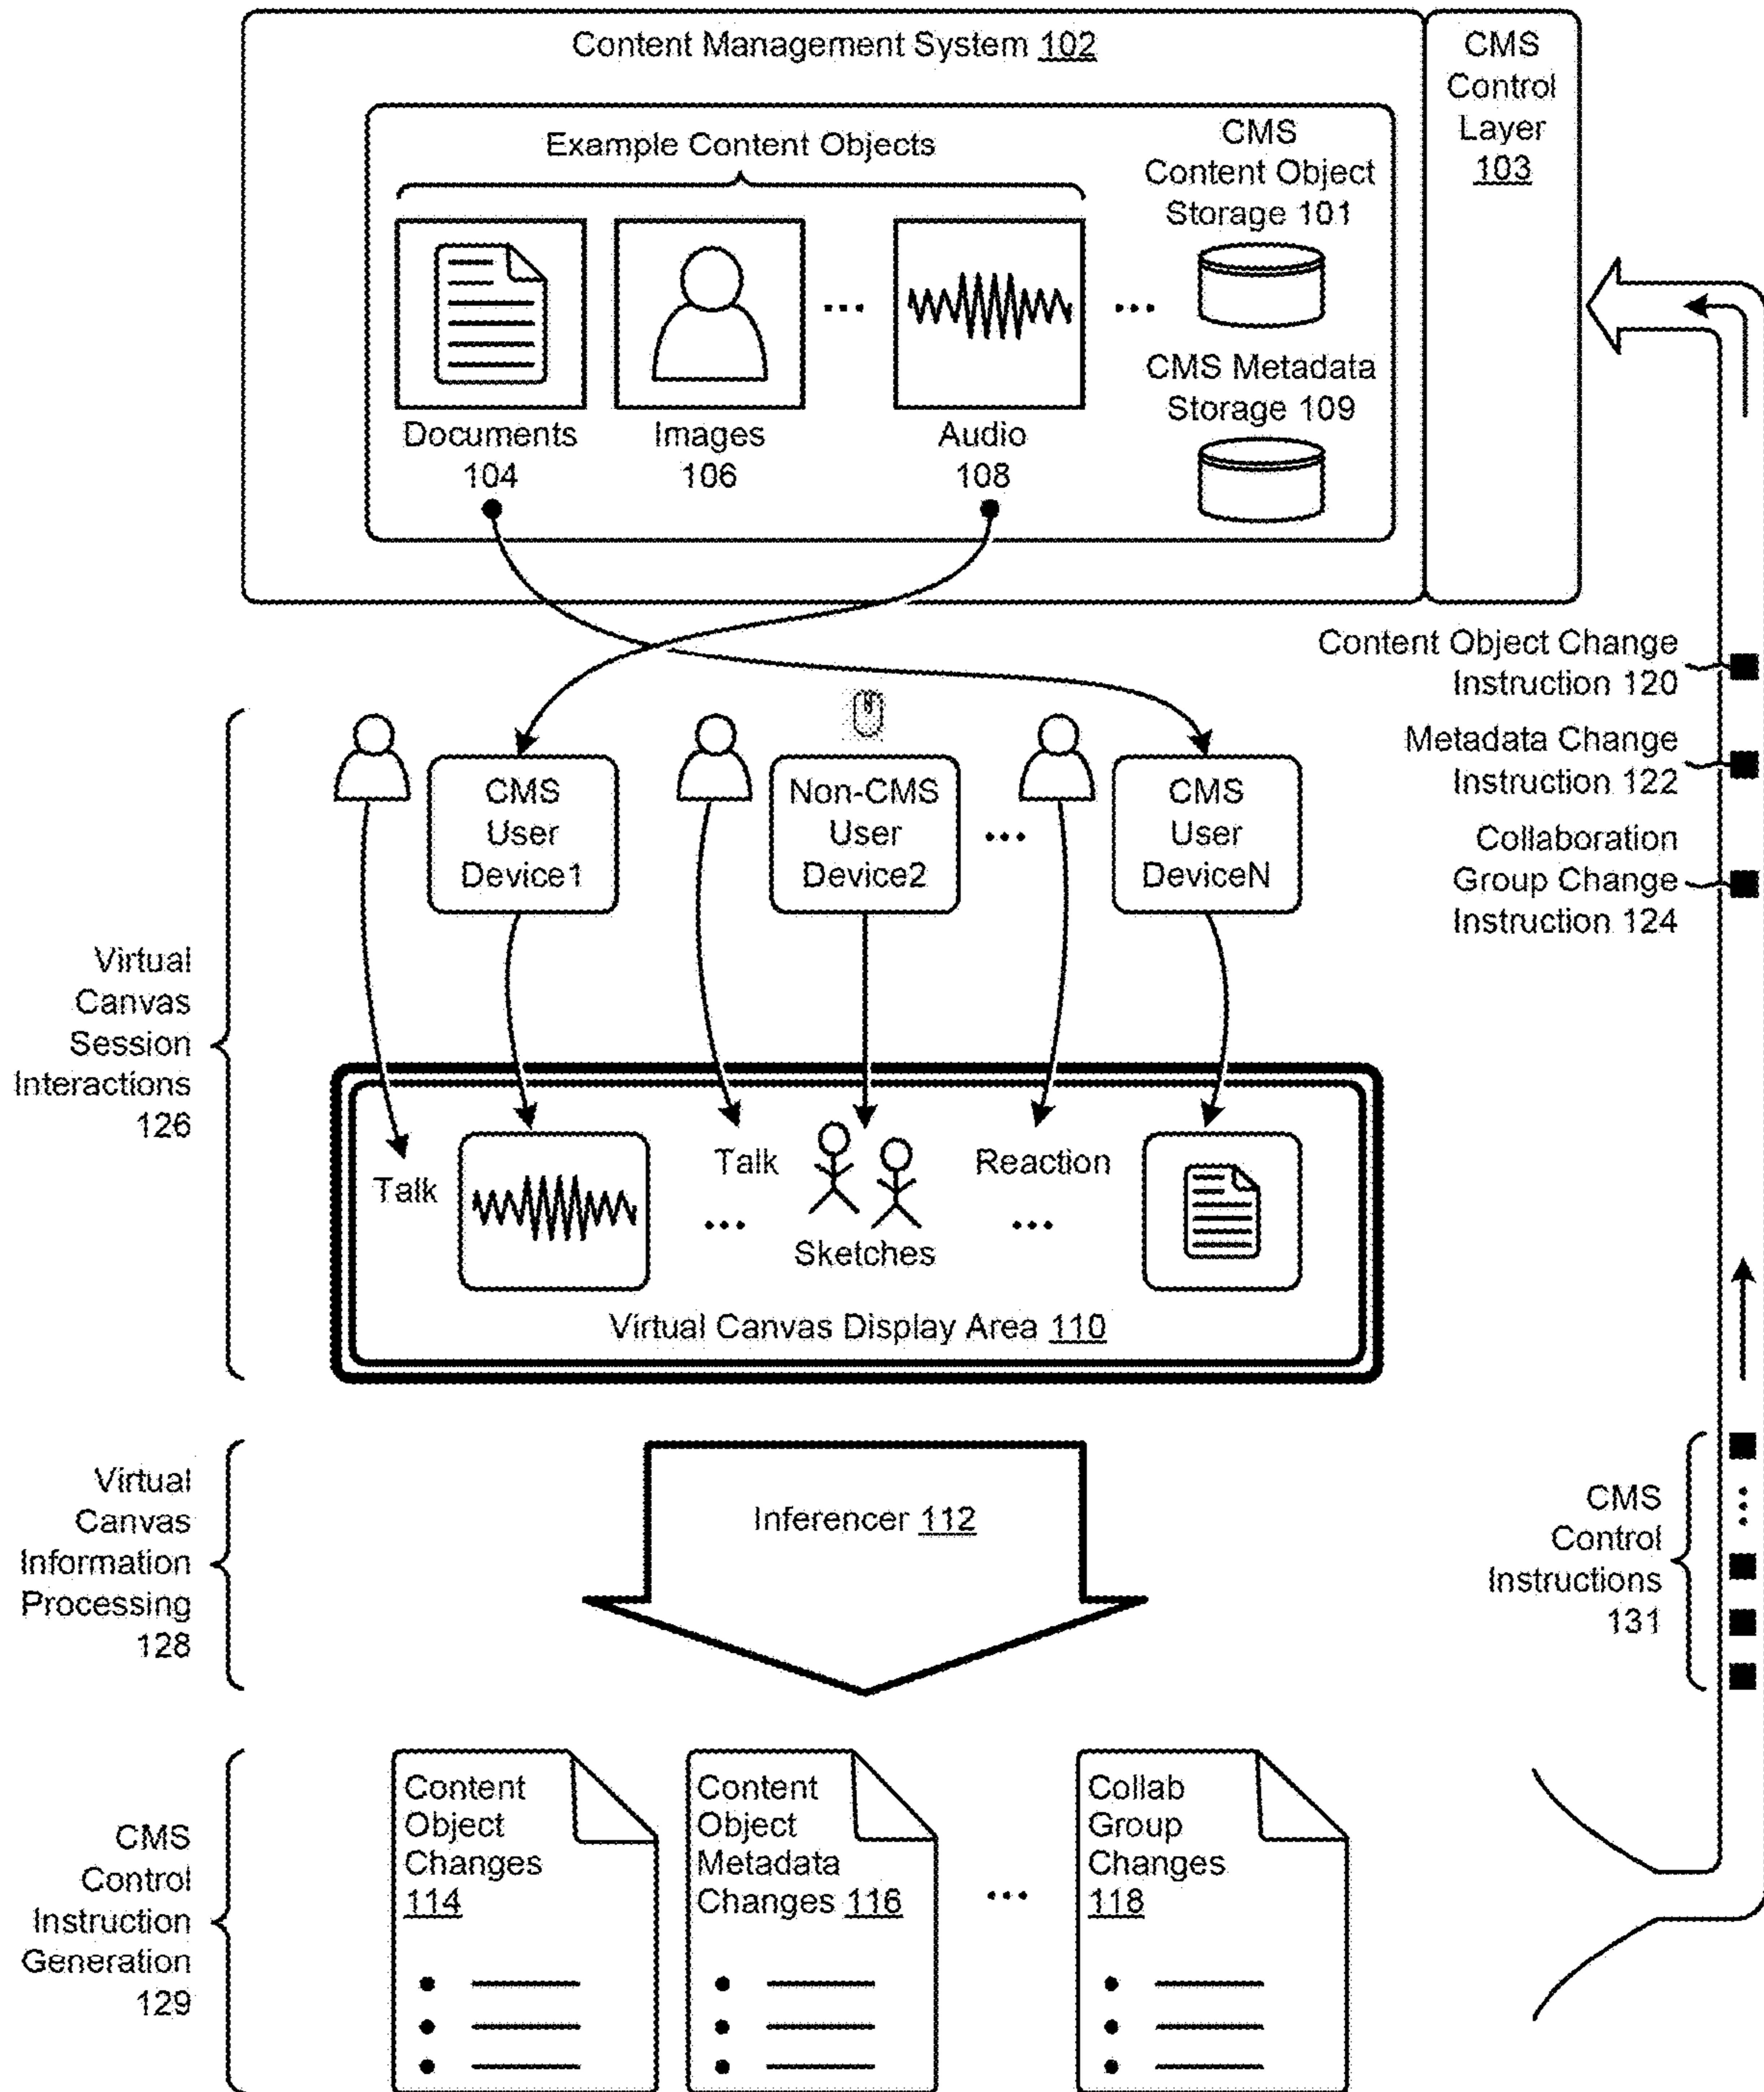 Content Management System 102
CMS
Control
Layer
103
Example Content Objects
CMS
Content Object
Storage 101
CMS Metadata
Storage 109
Documents
104
Images
106
Audio
108
...
...
Content Object Change
Instruction 120
Metadata Change
Instruction 122
Collaboration
Group Change
Instruction 124
Virtual
Canvas
Session
Interactions
126
CMS
User
Device1
Non-CMS
User
Device2
...
CMS
User
DeviceN
Talk
...
Talk
Sketches
Reaction
...
Virtual Canvas Display Area 110
Virtual
Canvas
Information
Processing
128
Inferencer 112
CMS
Control
Instructions
131
CMS
Control
Instruction
Generation
129
Content
Object
Changes
114
Content
Object
Metadata
Changes 116
...
Collab
Group
Changes
118